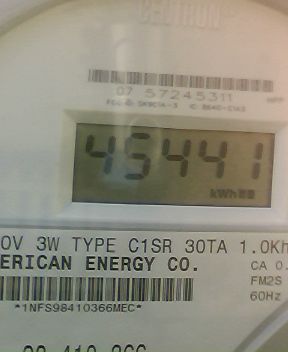 CENTRON
07 57245311
45441
kWh
0V 3W TYPE C1SR 30TA 1.0Kh
ERICAN ENERGY CO.
CA 0.
FM2S
60Hz
*1NFS98410366MEC*